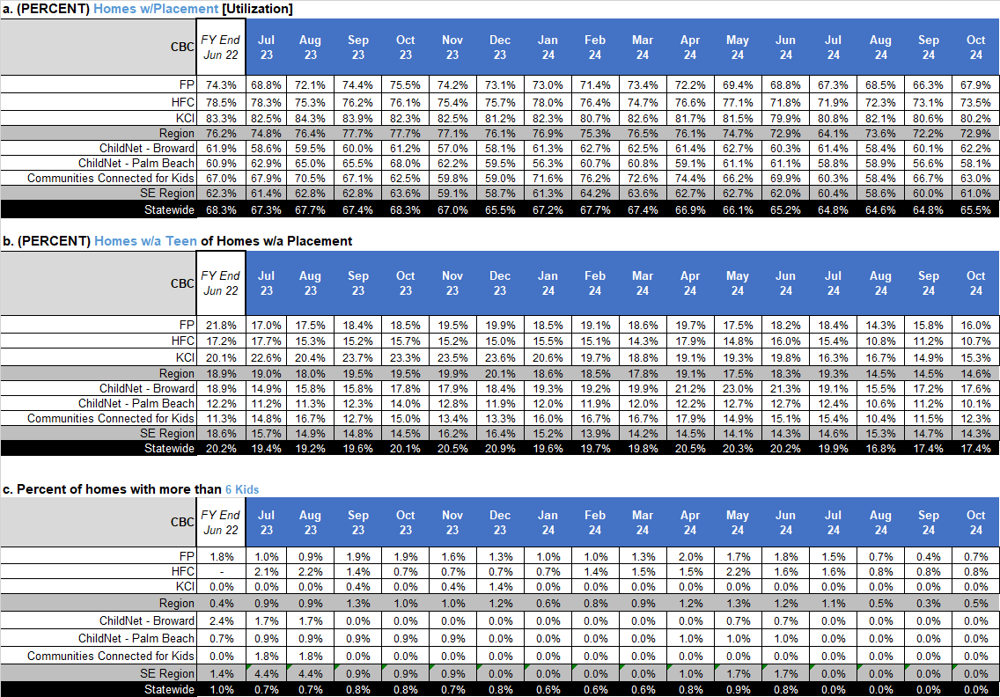 a. (PERCENT) Homes w/Placement [Utilization]
CBC FY End Jun 22 Jul 23 Aug 23 Sep 23 Oct 23 Nov 23 Dec 23 Jan 24 Feb 24 Mar 24 Apr 24 May 24 Jun 24 Jul 24 Aug 24 Sep 24 Oct 24
FP 74.3% 68.8% 72.1% 74.4% 75.5% 74.2% 73.1% 73.0% 71.4% 73.4% 72.2% 69.4% 68.8% 67.3% 68.5% 66.3% 67.9%
HFC 78.5% 78.3% 75.3% 76.2% 76.1% 75.4% 75.7% 78.0% 76.4% 74.7% 76.6% 77.1% 71.8% 71.9% 72.3% 73.1% 73.5%
KCI 83.3% 82.5% 84.3% 83.9% 82.3% 82.5% 81.2% 82.3% 80.7% 82.6% 81.7% 81.5% 79.9% 80.8% 82.1% 80.6% 80.2%
Region 76.2% 74.8% 76.4% 77.7% 77.7% 77.1% 76.1% 76.9% 75.3% 76.5% 76.1% 74.7% 72.9% 64.1% 73.6% 72.2% 72.9%
ChildNet - Broward 61.9% 58.6% 59.5% 60.0% 61.2% 57.0% 58.1% 61.3% 62.7% 62.5% 61.4% 62.7% 60.3% 61.4% 58.4% 60.1% 62.2%
ChildNet - Palm Beach 60.9% 62.9% 65.0% 65.5% 68.0% 62.2% 59.5% 56.3% 60.7% 60.8% 59.1% 61.1% 61.1% 58.8% 58.9% 56.6% 58.1%
Communities Connected for Kids 67.0% 67.9% 70.5% 67.1% 62.5% 59.8% 59.0% 71.6% 76.2% 72.6% 74.4% 66.2% 69.9% 60.3% 58.4% 66.7% 63.0%
SE Region 62.3% 61.4% 62.8% 62.8% 63.6% 59.1% 58.7% 61.3% 64.2% 63.6% 62.7% 62.7% 62.0% 60.4% 58.6% 60.0% 61.0%
Statewide 68.3% 67.3% 67.7% 67.4% 68.3% 67.0% 65.5% 67.2% 67.7% 67.4% 66.9% 66.1% 65.2% 64.8% 64.6% 64.8% 65.5%
b. (PERCENT) Homes w/a Teen of Homes w/a Placement
CBC FY End Jun 22 Jul 23 Aug 23 Sep 23 Oct 23 Nov 23 Dec 23 Jan 24 Feb 24 Mar 24 Apr 24 May 24 Jun 24 Jul 24 Aug 24 Sep 24 Oct 24
FP 21.8% 17.0% 17.5% 18.4% 18.5% 19.5% 19.9% 18.5% 19.1% 18.6% 19.7% 17.5% 18.2% 18.4% 14.3% 15.8% 16.0%
HFC 17.2% 17.7% 15.3% 15.2% 15.7% 15.2% 15.0% 15.5% 15.1% 14.3% 17.9% 14.8% 16.0% 15.4% 10.8% 11.2% 10.7%
KCI 20.1% 22.6% 20.4% 23.7% 23.3% 23.5% 23.6% 20.6% 19.7% 18.8% 19.1% 19.3% 19.8% 16.3% 16.7% 14.9% 15.3%
Region 18.9% 19.0% 18.0% 19.5% 19.5% 19.9% 20.1% 18.6% 18.5% 17.8% 19.1% 17.5% 18.3% 19.3% 14.5% 14.5% 14.6%
ChildNet - Broward 18.9% 14.9% 15.8% 15.8% 17.8% 17.9% 18.4% 19.3% 19.2% 19.9% 21.2% 23.0% 21.3% 19.1% 15.5% 17.2% 17.6%
ChildNet - Palm Beach 12.2% 11.2% 11.3% 12.3% 14.0% 12.8% 11.9% 12.0% 11.9% 12.0% 12.2% 12.7% 12.7% 12.4% 10.6% 11.2% 10.1%
Communities Connected for Kids 11.3% 14.8% 16.7% 12.7% 15.0% 13.4% 13.3% 16.0% 16.7% 16.7% 17.9% 14.9% 15.1% 15.4% 10.4% 11.5% 12.3%
SE Region 18.6% 15.7% 14.9% 14.8% 14.5% 16.2% 16.4% 15.2% 13.9% 14.2% 14.5% 14.1% 14.3% 14.6% 15.3% 14.7% 14.3%
Statewide 20.2% 19.4% 19.2% 19.6% 20.1% 20.5% 20.9% 19.6% 19.7% 19.8% 20.5% 20.3% 20.2% 19.9% 16.8% 17.4% 17.4%
c. Percent of homes with more than 6 Kids
CBC FY End Jun 22 Jul 23 Aug 23 Sep 23 Oct 23 Nov 23 Dec 23 Jan 24 Feb 24 Mar 24 Apr 24 May 24 Jun 24 Jul 24 Aug 24 Sep 24 Oct 24
FP 1.8% 1.0% 0.9% 1.9% 1.9% 1.6% 1.3% 1.0% 1.0% 1.3% 2.0% 1.7% 1.8% 1.5% 0.7% 0.4% 0.7%
HFC - 2.1% 2.2% 1.4% 0.7% 0.7% 0.7% 0.7% 1.4% 1.5% 1.5% 2.2% 1.6% 1.6% 0.8% 0.8% 0.8%
KCI 0.0% 0.0% 0.0% 0.4% 0.0% 0.4% 1.4% 0.0% 0.0% 0.0% 0.0% 0.0% 0.0% 0.0% 0.0% 0.0% 0.0%
Region 0.4% 0.9% 0.9% 1.3% 1.0% 1.0% 1.2% 0.6% 0.8% 0.9% 1.2% 1.3% 1.2% 1.1% 0.5% 0.3% 0.5%
ChildNet - Broward 2.4% 1.7% 1.7% 0.0% 0.0% 0.0% 0.0% 0.0% 0.0% 0.0% 0.0% 0.7% 0.7% 0.0% 0.0% 0.0% 0.0%
ChildNet - Palm Beach 0.7% 0.9% 0.9% 0.9% 0.9% 0.9% 0.0% 0.0% 0.0% 0.0% 1.0% 1.0% 1.0% 0.0% 0.0% 0.0% 0.0%
Communities Connected for Kids 0.0% 1.8% 1.8% 0.0% 0.0% 0.0% 0.0% 0.0% 0.0% 0.0% 0.0% 0.0% 0.0% 0.0% 0.0% 0.0% 0.0%
SE Region 1.4% 4.4% 4.4% 0.9% 0.9% 0.9% 0.0% 0.0% 0.0% 0.0% 1.0% 1.7% 1.7% 0.0% 0.0% 0.0% 0.0%
Statewide 1.0% 0.7% 0.7% 0.8% 0.8% 0.7% 0.8% 0.6% 0.6% 0.6% 0.8% 0.9% 0.8% 0.0% 0.0% 0.0% 0.0%